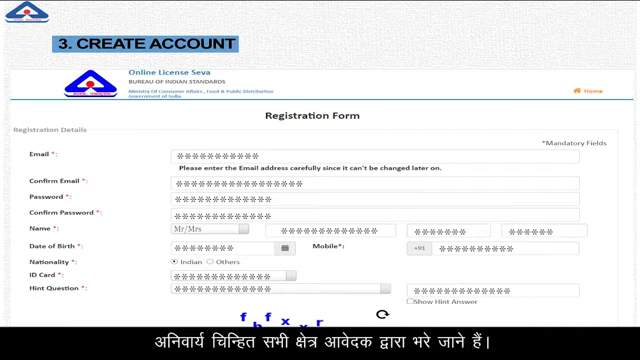 3. CREATE ACCOUNT
Online License Seva
BUREAU OF INDIAN STANDARDS
Ministry of Consumer Affairs, Food & Public Distribution
Government of India
Home
Registration Form
Registration Details
*Mandatory Fields
Email *: ***********
Please enter the Email address carefully since it can't be changed later on.
Confirm Email *: *****************
Password *: *************
Confirm Password *: *************
Name *: Mr/Mrs ************* ******* ******
Date of Birth *: ******** Mobile*: +91 **********
Nationality *: Indian Others
ID Card *: *************
Hint Question *: ************* *************
Show Hint Answer
f f x r
अनिवार्य चिन्हित सभी क्षेत्र आवेदक द्वारा भरे जाने हैं।